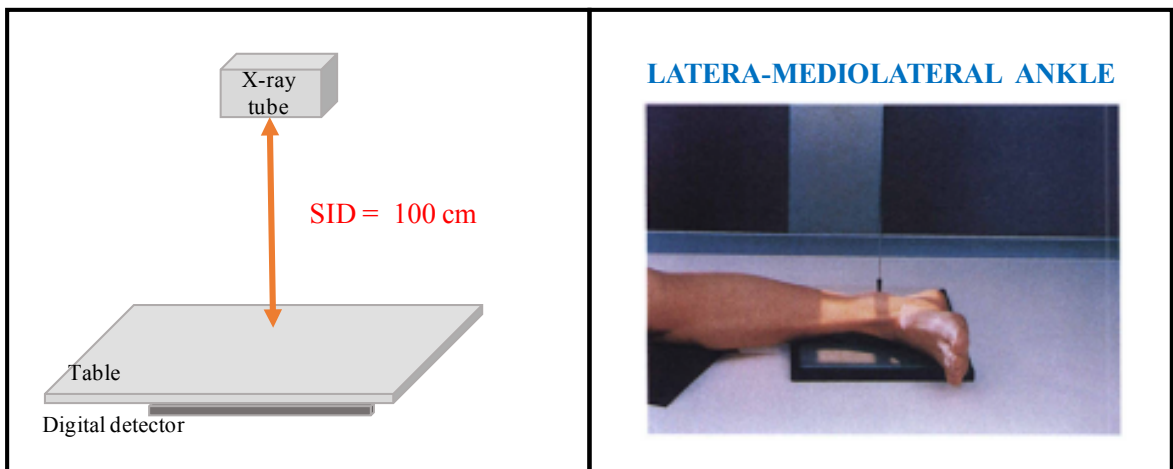 X-ray
tube
SID = 100 cm
Table
Digital detector
LATERA-MEDIOLATERAL ANKLE